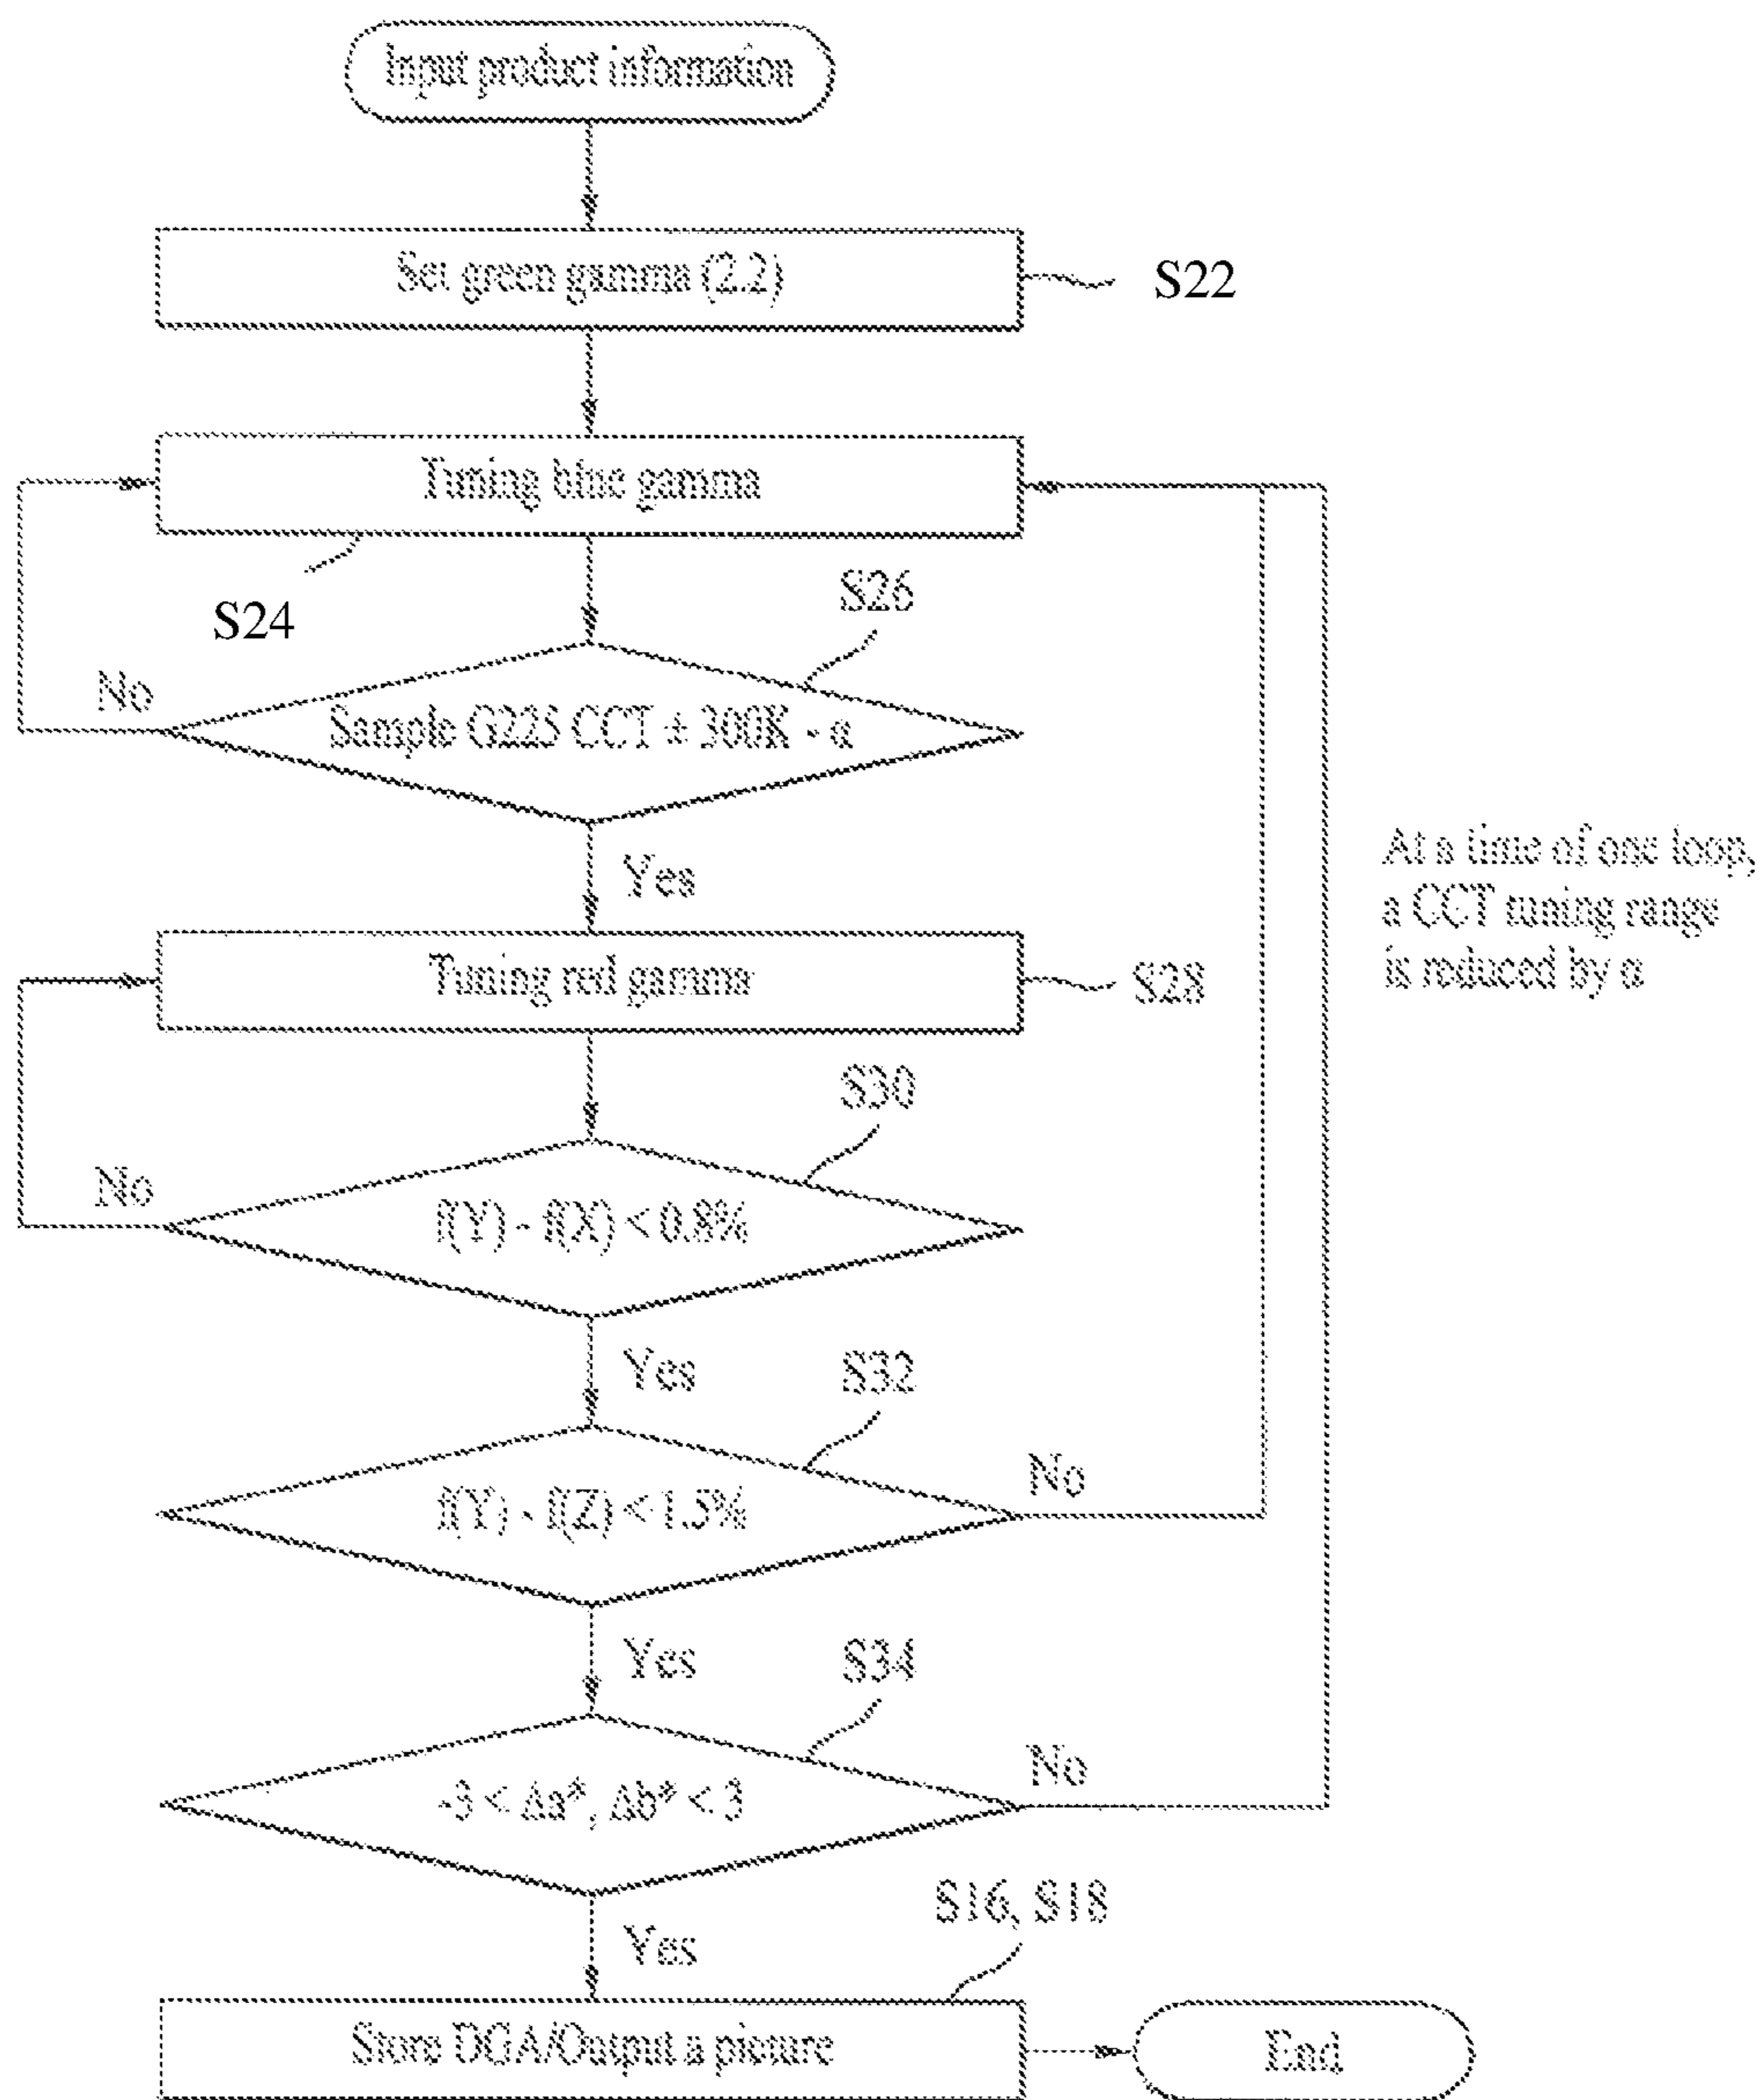 Input product information
Set green gamma (2.2)
S22
Tuning blue gamma
S24
S26
No
Sample G225 CCT ± 300K - α
Yes
At a time of one loop,
a CCT tuning range
is reduced by α
Tuning red gamma
S28
S30
No
f(Y) - f(X) < 0.8%
Yes
S32
f(Y) - f(Z) < 1.5%
No
Yes
S34
-3 < Δa*, Δb* < 3
No
Yes
S16, S18
Store DGA/Output a picture
End